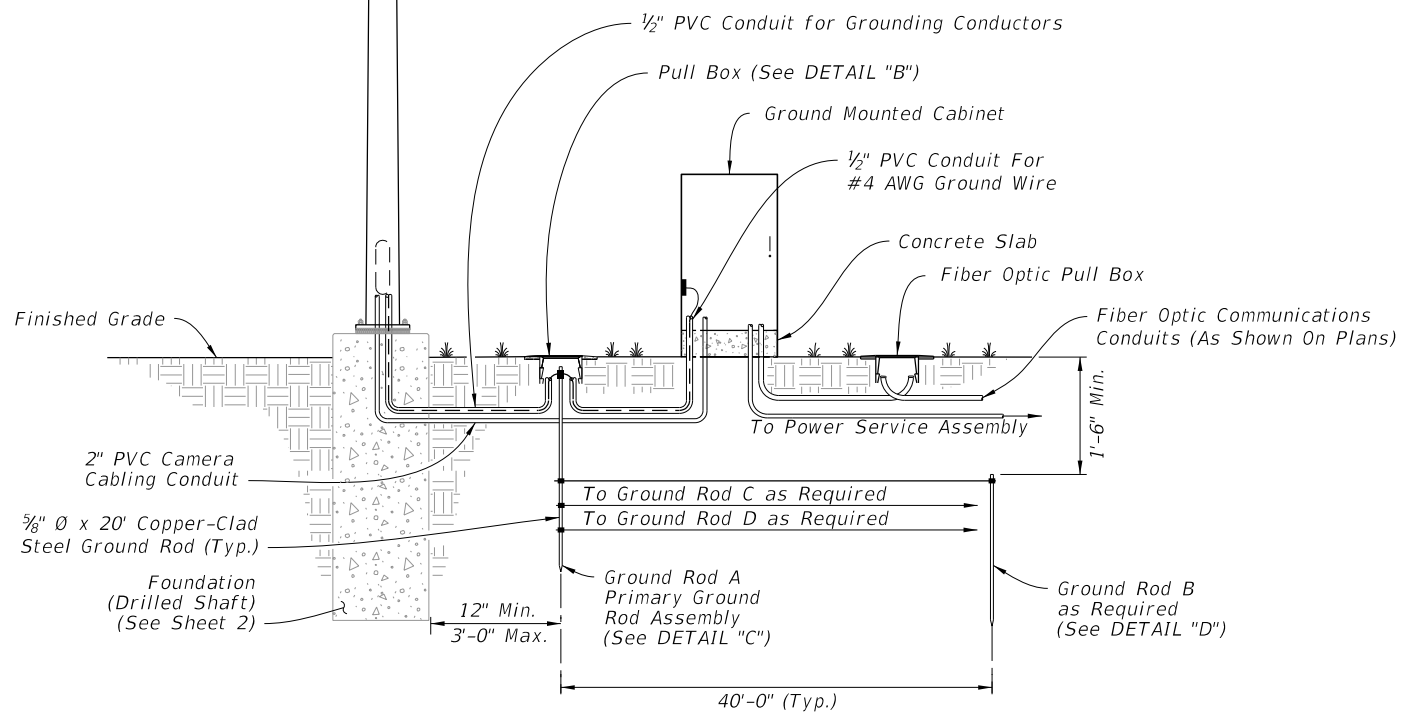 ½" PVC Conduit for Grounding Conductors
Pull Box (See DETAIL "B")
Ground Mounted Cabinet
½" PVC Conduit For
#4 AWG Ground Wire
Concrete Slab
Fiber Optic Pull Box
Finished Grade
Fiber Optic Communications
Conduits (As Shown On Plans)
1'-6" Min.
To Power Service Assembly
2" PVC Camera
Cabling Conduit
To Ground Rod C as Required
To Ground Rod D as Required
⅝" Ø x 20' Copper-Clad
Steel Ground Rod (Typ.)
Foundation
(Drilled Shaft)
(See Sheet 2)
12" Min.
3'-0" Max.
Ground Rod A
Primary Ground
Rod Assembly
(See DETAIL "C")
Ground Rod B
as Required
(See DETAIL "D")
40'-0" (Typ.)